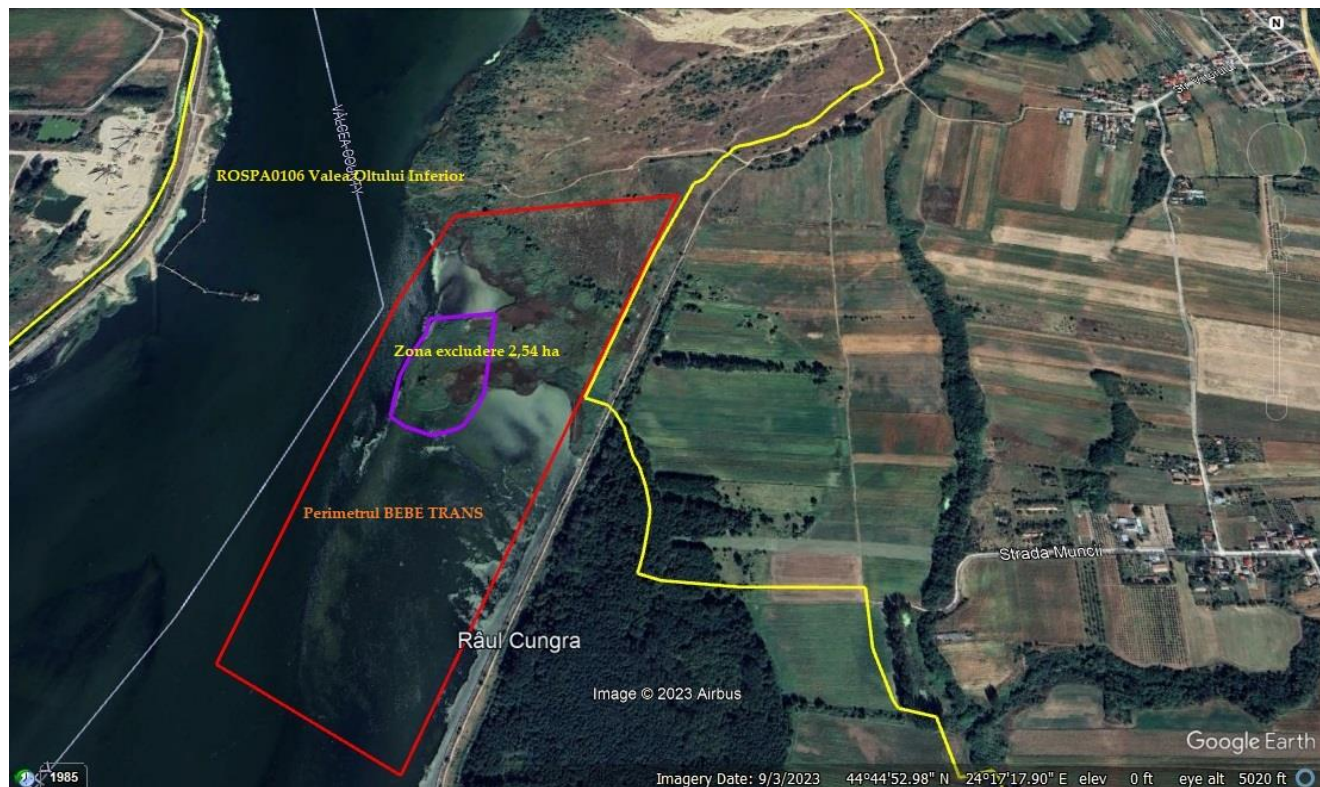 N
Str. Virtutii
VALCEA COUNTY
ROSPA0106 Valea Oltului Inferior
Zona excludere 2,54 ha
Perimetrul BEBE TRANS
Strada Muncii
Râul Cungra
Image © 2023 Airbus
Google Earth
1985
Imagery Date: 9/3/2023 44°44'52.98" N 24°17'17.90" E elev 0 ft eye alt 5020 ft